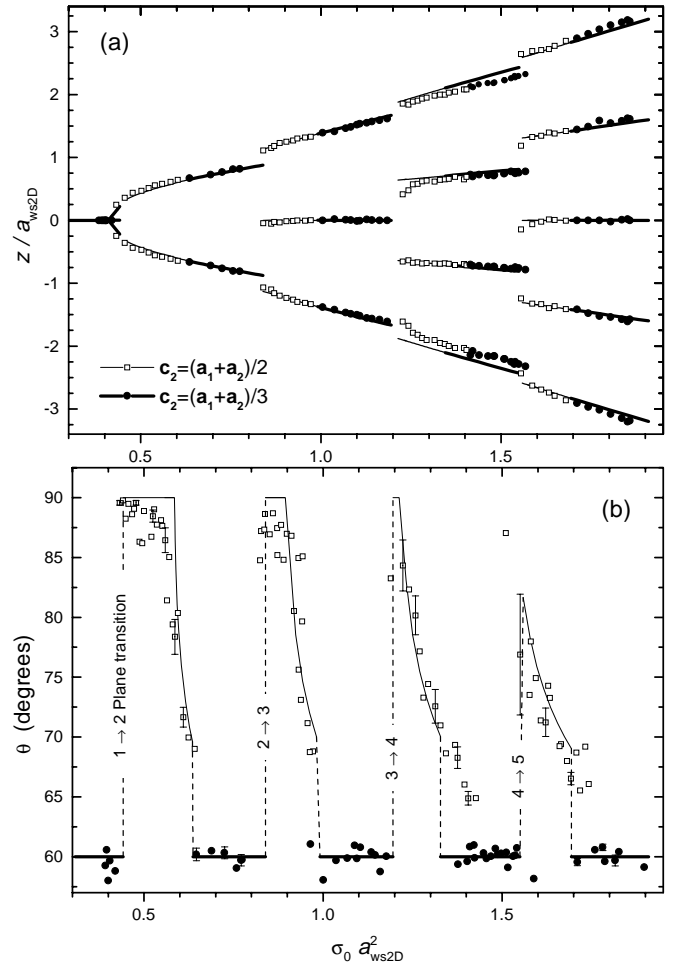 (a)
3
2
1
0
-1
-2
-3
z / a_ws2D
c₂=(a₁+a₂)/2
c₂=(a₁+a₂)/3
0.5 1.0 1.5
(b)
90
85
80
75
70
65
60
θ (degrees)
1 → 2 Plane transition
2 → 3
3 → 4
4 → 5
0.5 1.0 1.5
σ₀ a²_ws2D